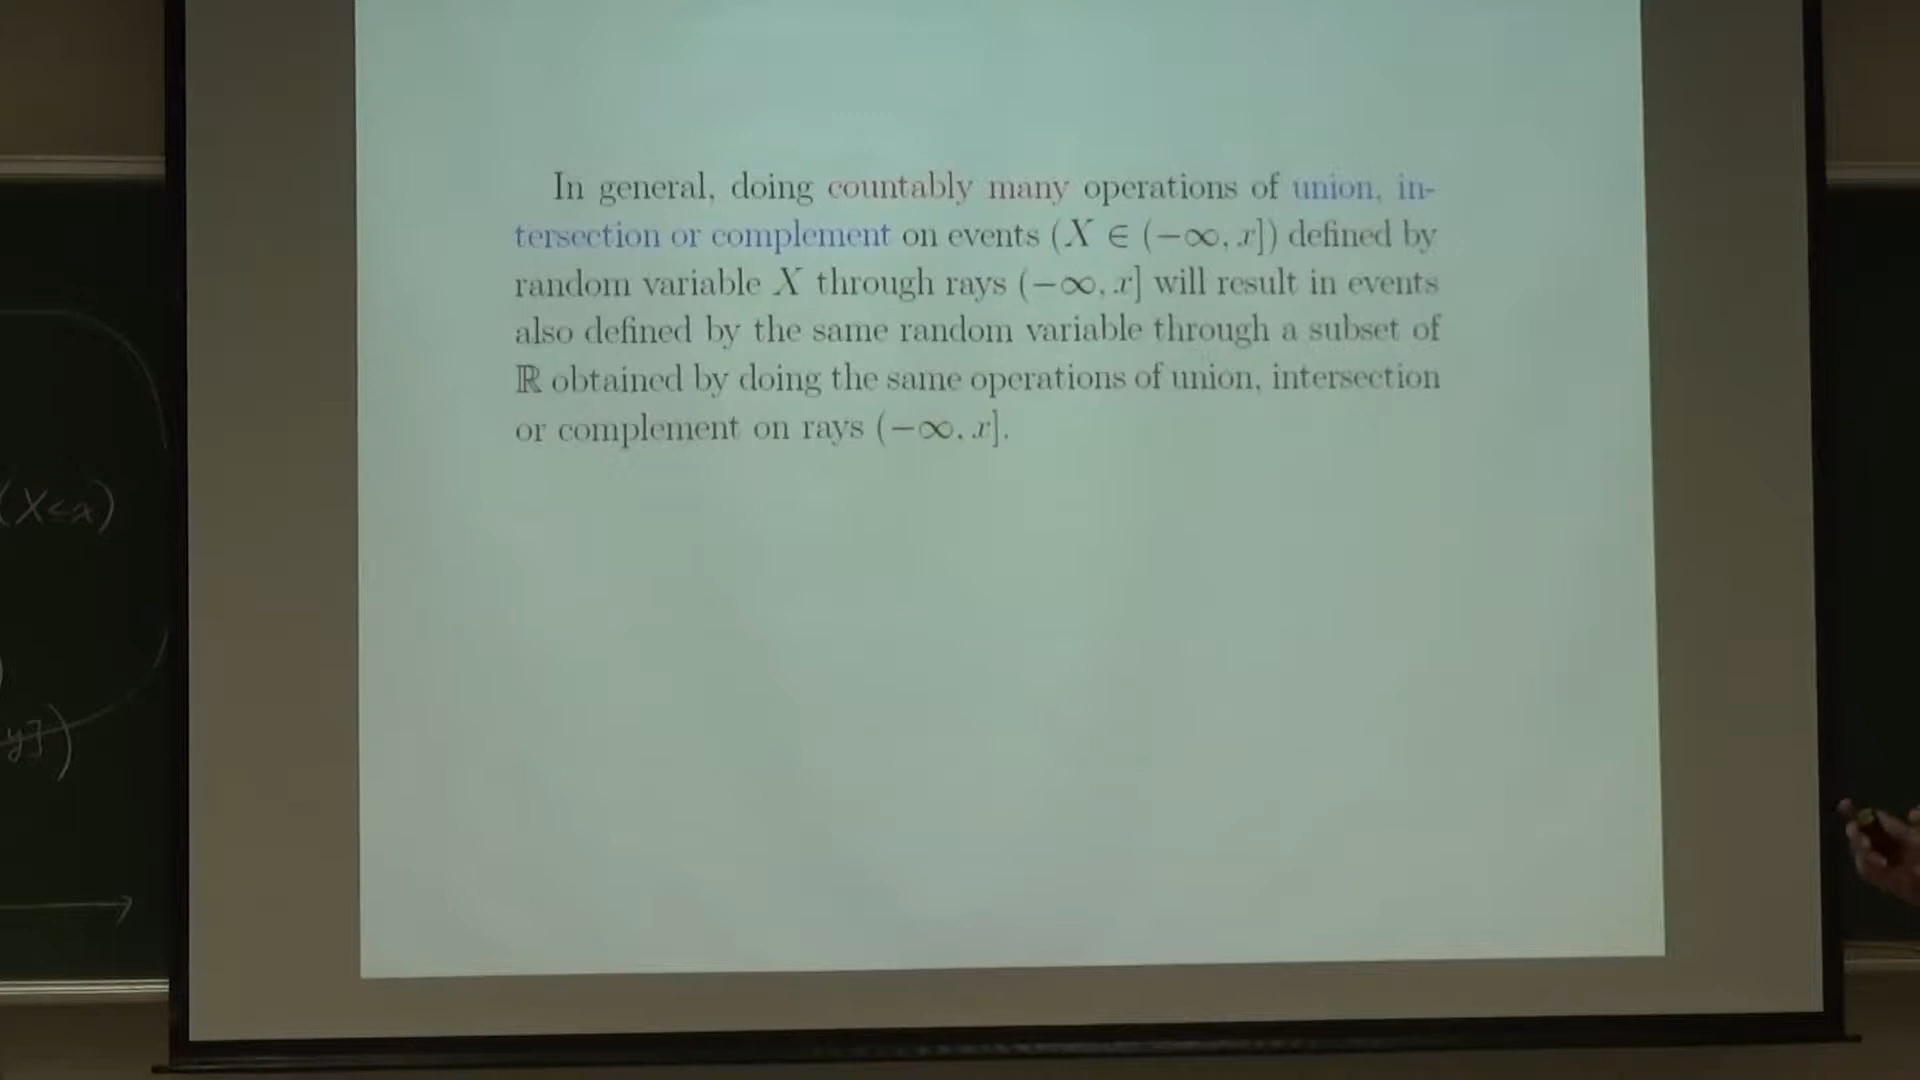 In general, doing countably many operations of union, in-
tersection or complement on events (X ∈ (−∞, x]) defined by
random variable X through rays (−∞, x] will result in events
also defined by the same random variable through a subset of
ℝ obtained by doing the same operations of union, intersection
or complement on rays (−∞, x].
(X≤x)
y])